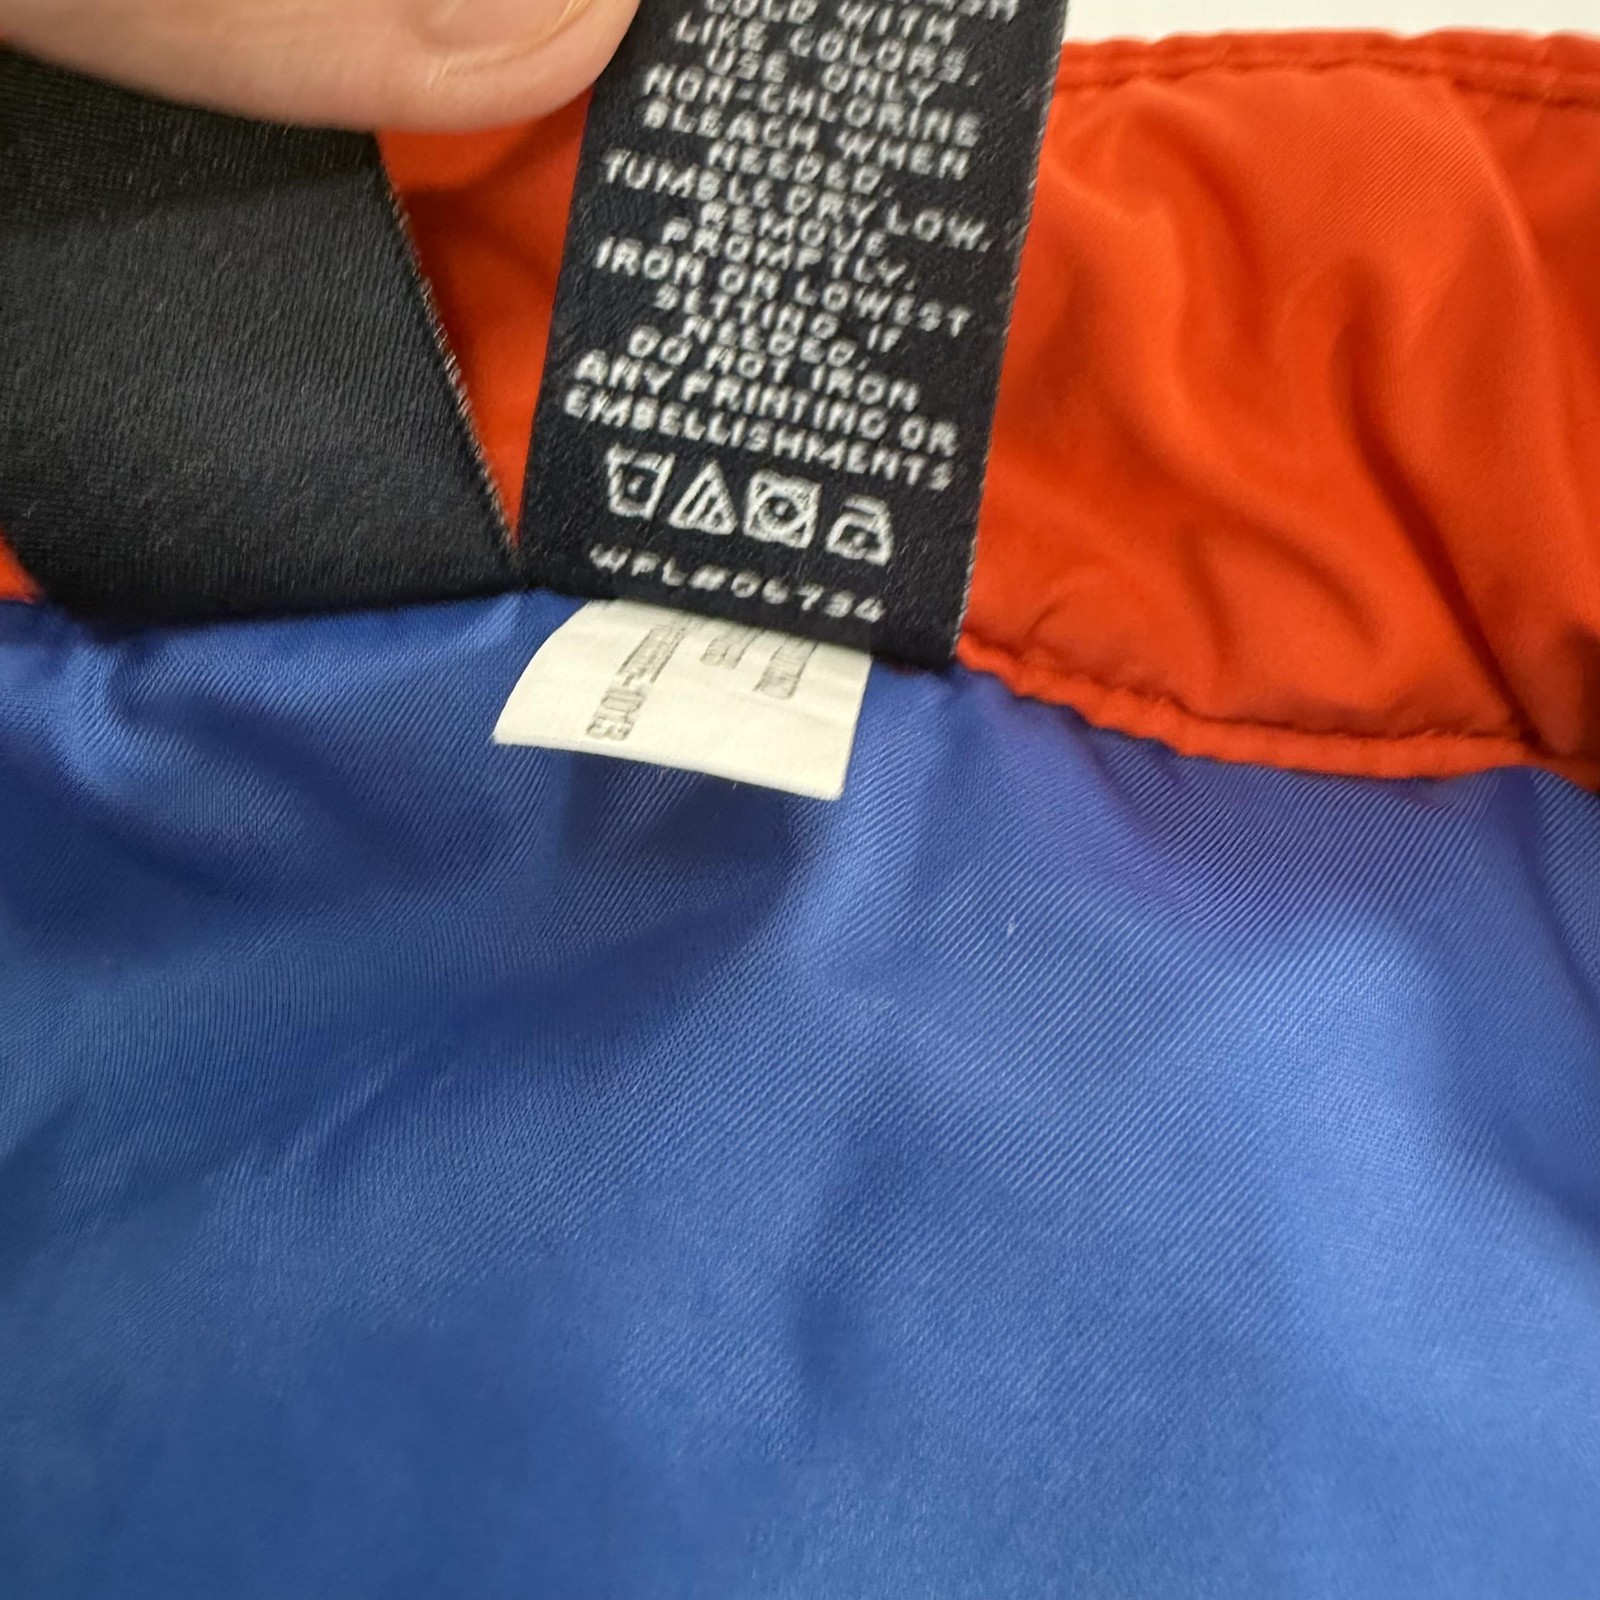 COLD WITH
LIKE COLORS.
USE ONLY
NON-CHLORINE
BLEACH WHEN
NEEDED.
TUMBLE DRY LOW.
REMOVE
PROMPTLY.
IRON ON LOWEST
SETTING, IF
NEEDED.
DO NOT IRON
ANY PRINTING OR
EMBELLISHMENTS
WPL#06734